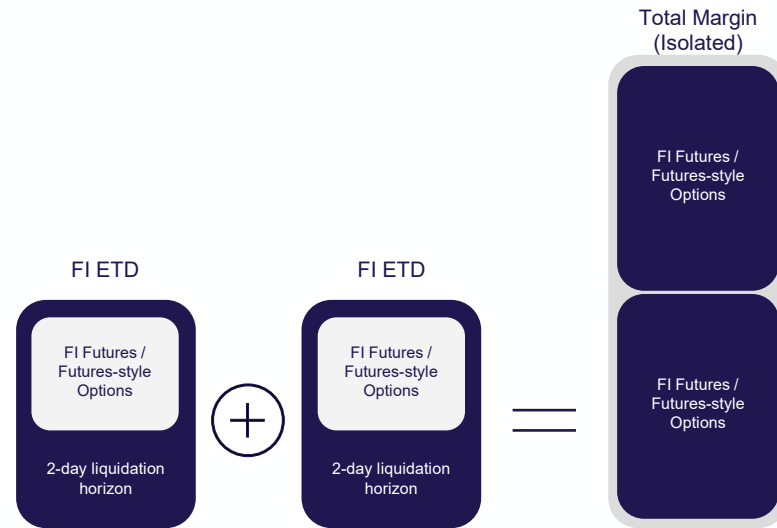 Total Margin
(Isolated)
FI Futures /
Futures-style
Options
FI ETD
FI ETD
FI Futures /
Futures-style
Options
FI Futures /
Futures-style
Options
FI Futures /
Futures-style
Options
2-day liquidation
horizon
2-day liquidation
horizon